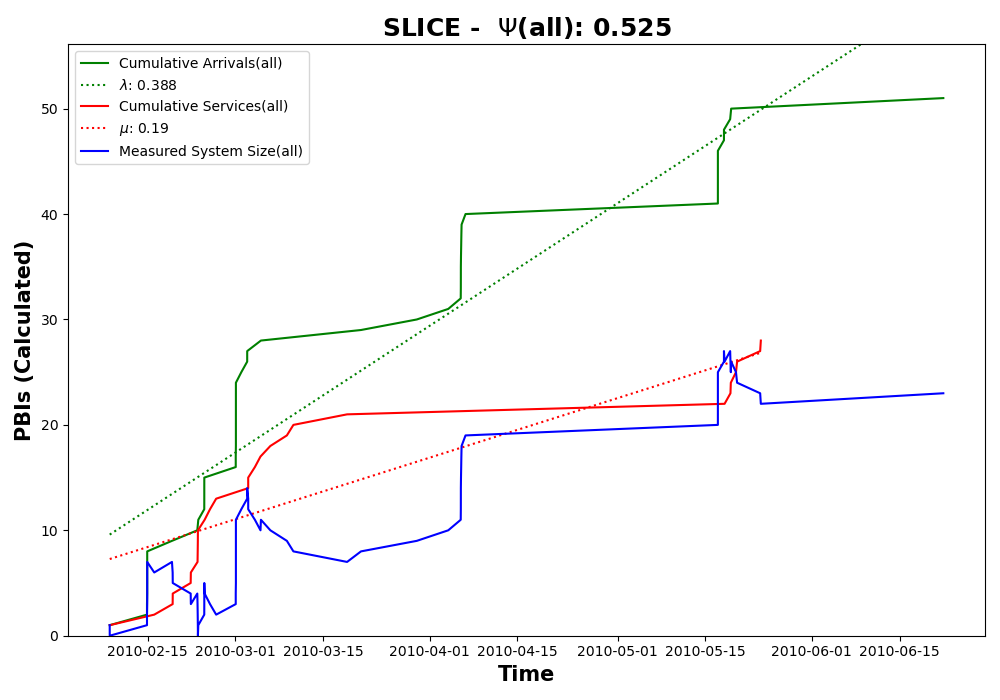 SLICE - Ψ(all): 0.525
Cumulative Arrivals(all)
λ: 0.388
Cumulative Services(all)
μ: 0.19
Measured System Size(all)
PBIs (Calculated)
50
40
30
20
10
0
2010-02-15 2010-03-01 2010-03-15 2010-04-01 2010-04-15 2010-05-01 2010-05-15 2010-06-01 2010-06-15
Time